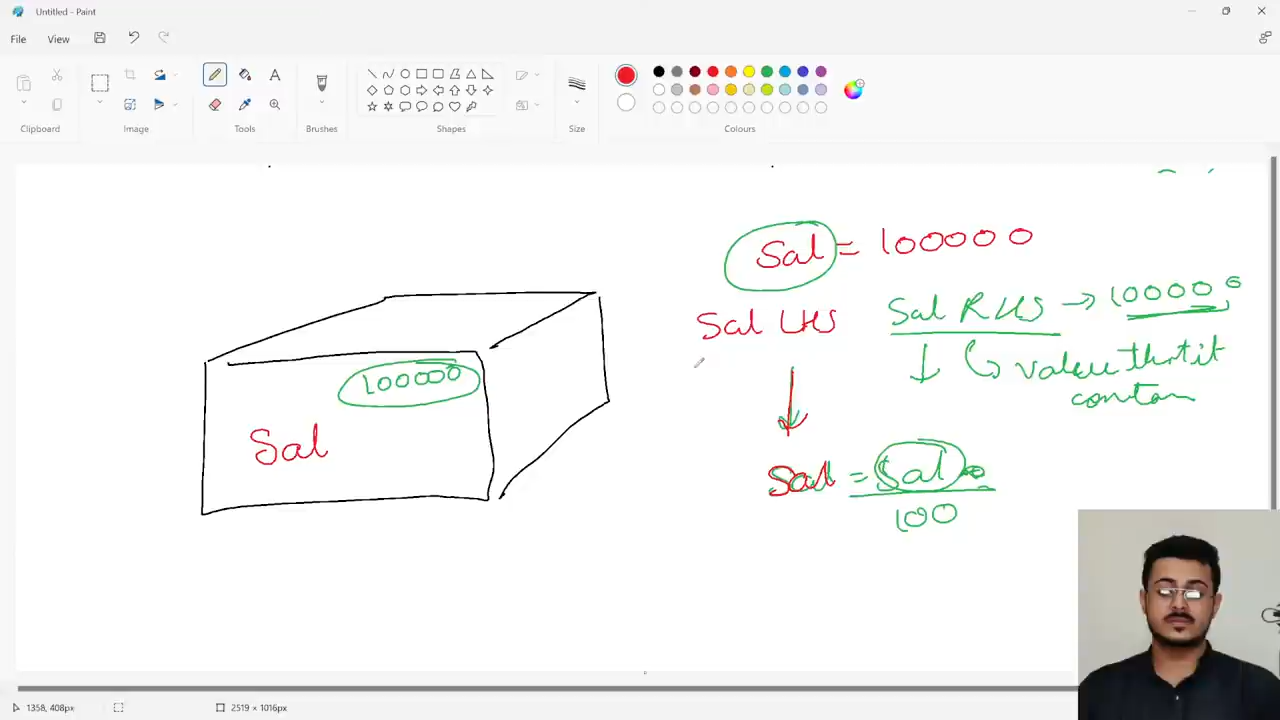 Untitled - Paint
File View
Clipboard Image Tools Brushes Shapes Size Colours
Sal = 100000
Sal LHS
Sal RHS → 100000
value that it
contan
100000
Sal
Sal = Sal
100
1358, 408px 2519 × 1016px